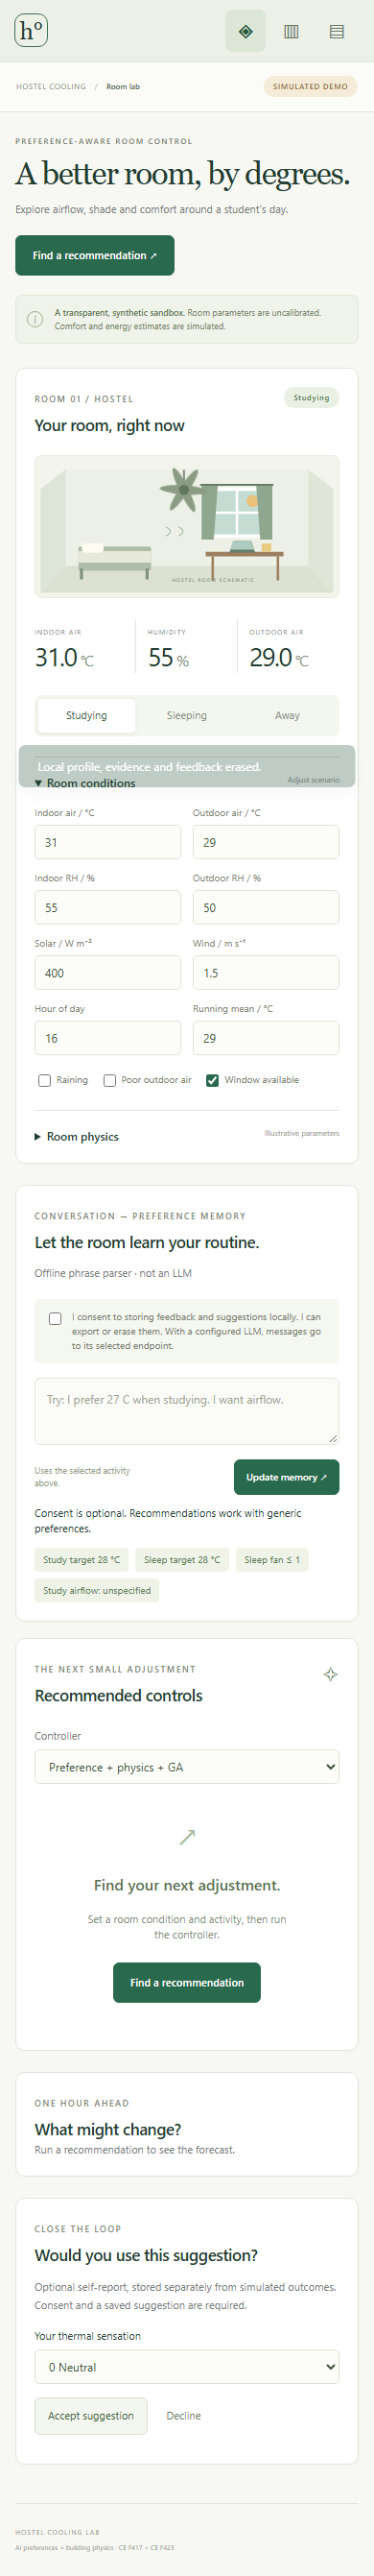 h°
HOSTEL COOLING / Room lab
SIMULATED DEMO
PREFERENCE-AWARE ROOM CONTROL
A better room, by degrees.
Explore airflow, shade and comfort around a student's day.
Find a recommendation ↗
A transparent, synthetic sandbox. Room parameters are uncalibrated.
Comfort and energy estimates are simulated.
ROOM 01 / HOSTEL
Studying
Your room, right now
HOSTEL ROOM SCHEMATIC
INDOOR AIR
HUMIDITY
OUTDOOR AIR
31.0 °C
55 %
29.0 °C
Studying
Sleeping
Away
Local profile, evidence and feedback erased.
▼ Room conditions
Adjust scenario
Indoor air / °C
Outdoor air / °C
31
29
Indoor RH / %
Outdoor RH / %
55
50
Solar / W m⁻²
Wind / m s⁻¹
400
1.5
Hour of day
Running mean / °C
16
29
Raining
Poor outdoor air
Window available
▶ Room physics
Illustrative parameters
CONVERSATION — PREFERENCE MEMORY
Let the room learn your routine.
Offline phrase parser · not an LLM
I consent to storing feedback and suggestions locally. I can
export or erase them. With a configured LLM, messages go
to its selected endpoint.
Try: I prefer 27 C when studying. I want airflow.
Uses the selected activity
above.
Update memory ↗
Consent is optional. Recommendations work with generic
preferences.
Study target 28 °C
Sleep target 28 °C
Sleep fan ≤ 1
Study airflow: unspecified
THE NEXT SMALL ADJUSTMENT
Recommended controls
Controller
Preference + physics + GA
Find your next adjustment.
Set a room condition and activity, then run
the controller.
Find a recommendation
ONE HOUR AHEAD
What might change?
Run a recommendation to see the forecast.
CLOSE THE LOOP
Would you use this suggestion?
Optional self-report, stored separately from simulated outcomes.
Consent and a saved suggestion are required.
Your thermal sensation
0 Neutral
Accept suggestion
Decline
HOSTEL COOLING LAB
AI preferences × building physics · CE F417 + CE F423